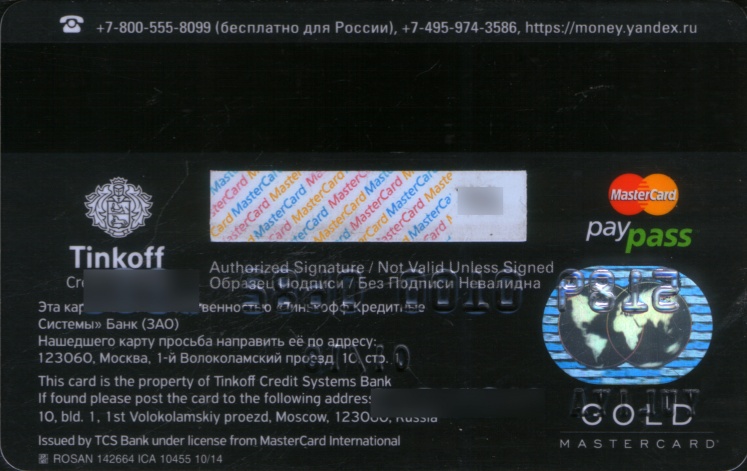 +7-800-555-8099 (бесплатно для России), +7-495-974-3586, https://money.yandex.ru
MasterCard
Tinkoff
paypass
Authorized Signature / Not Valid Unless Signed
Образец Подписи / Без Подписи Невалидна
Эта
Системы» Банк (ЗАО)
Нашедшего карту просьба направить её по адресу:
123060, Москва, 1-й Волоколамский проезд, 10, стр. 1
This card is the property of Tinkoff Credit Systems Bank
If found please post the card to the following
10, bld. 1, 1st Volokolamskiy proezd, Moscow, Russia
GOLD
MASTERCARD
Issued by TCS Bank under license from MasterCard International
ROSAN 142664 ICA 10455 10/14